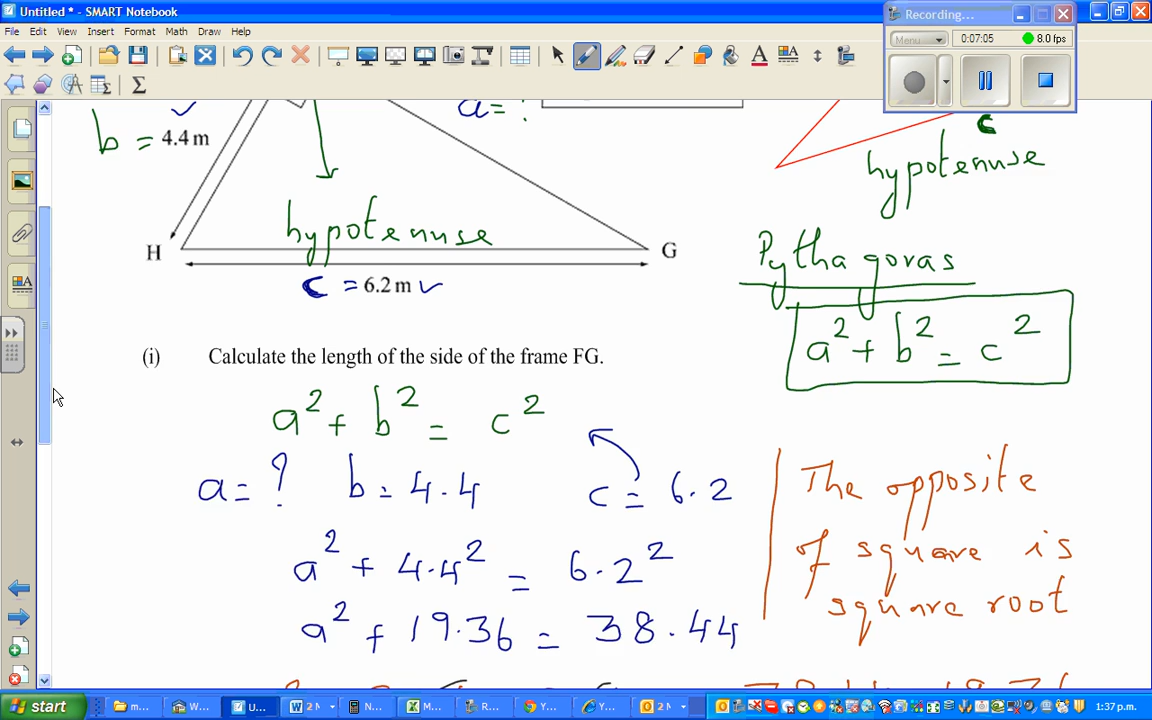 Untitled * - SMART Notebook
Recording...
File Edit View Insert Format Math Draw Help
Menu
0:07:05
8.0 fps
a = ?
b = 4.4 m
c
hypotenuse
hypotenuse
H
G
c = 6.2 m
Pythagoras
a² + b² = c²
(i) Calculate the length of the side of the frame FG.
a² + b² = c²
a = ? b = 4.4 c = 6.2
The opposite
of square is
square root
a² + 4.4² = 6.2²
a² + 19.36 = 38.44
start
m...
W...
U...
2 M
N...
M...
R...
Y...
Y...
2 M
1:37 p.m.